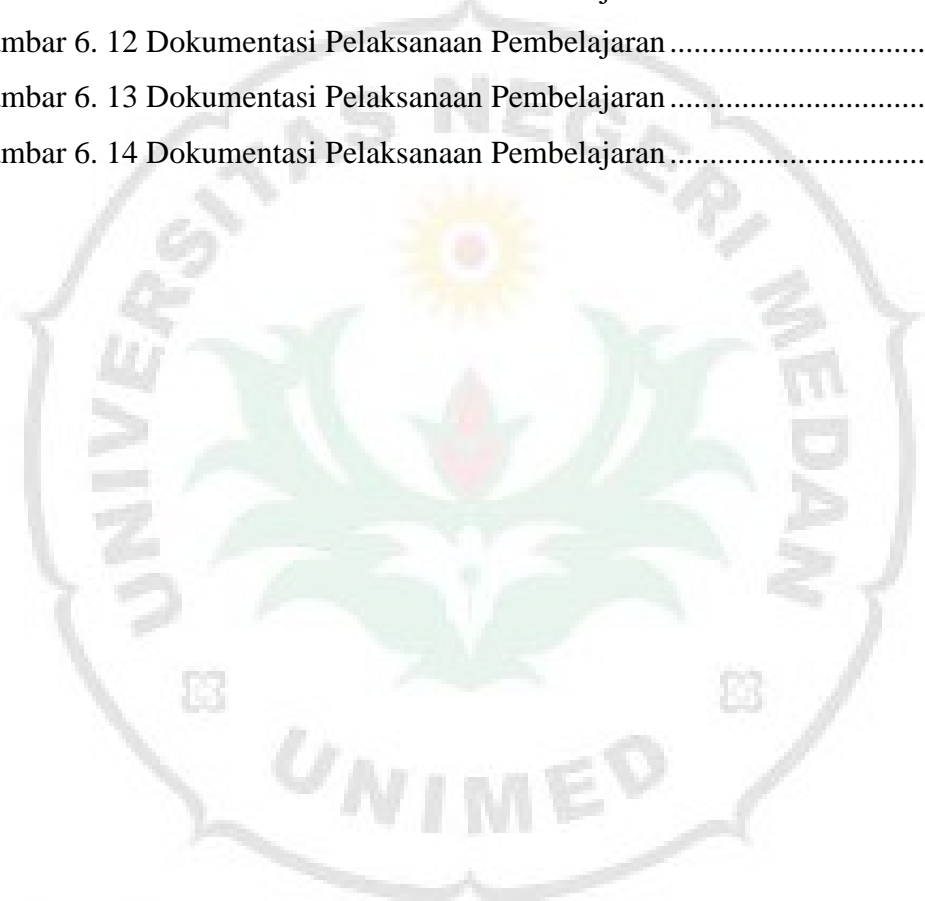 mbar 6. 12 Dokumentasi Pelaksanaan Pembelajaran ..............................
mbar 6. 13 Dokumentasi Pelaksanaan Pembelajaran ..............................
mbar 6. 14 Dokumentasi Pelaksanaan Pembelajaran ..............................
UNIVERSITAS NEGERI MEDAN
UNIMED